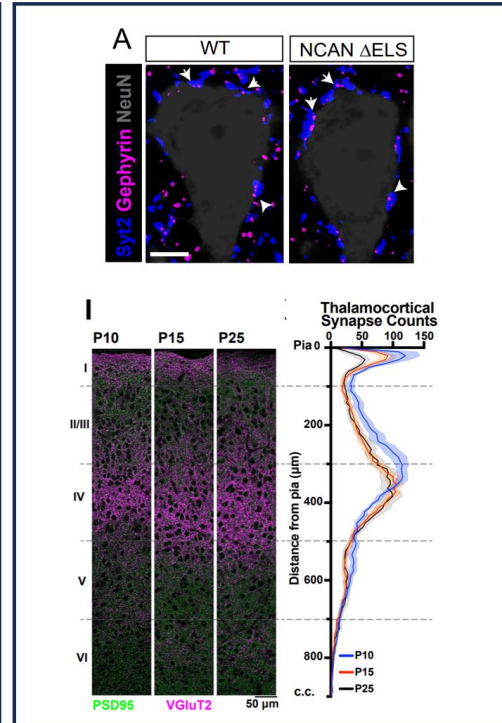 A
WT
NCAN ΔELS
Syt2 Gephyrin NeuN
I
P10 P15 P25
I
II/III
IV
V
VI
PSD95 VGluT2 50 µm
Thalamocortical
Synapse Counts
0 50 100 150
Pia 0
200
400
600
800
c.c.
Distance from pia (µm)
P10
P15
P25